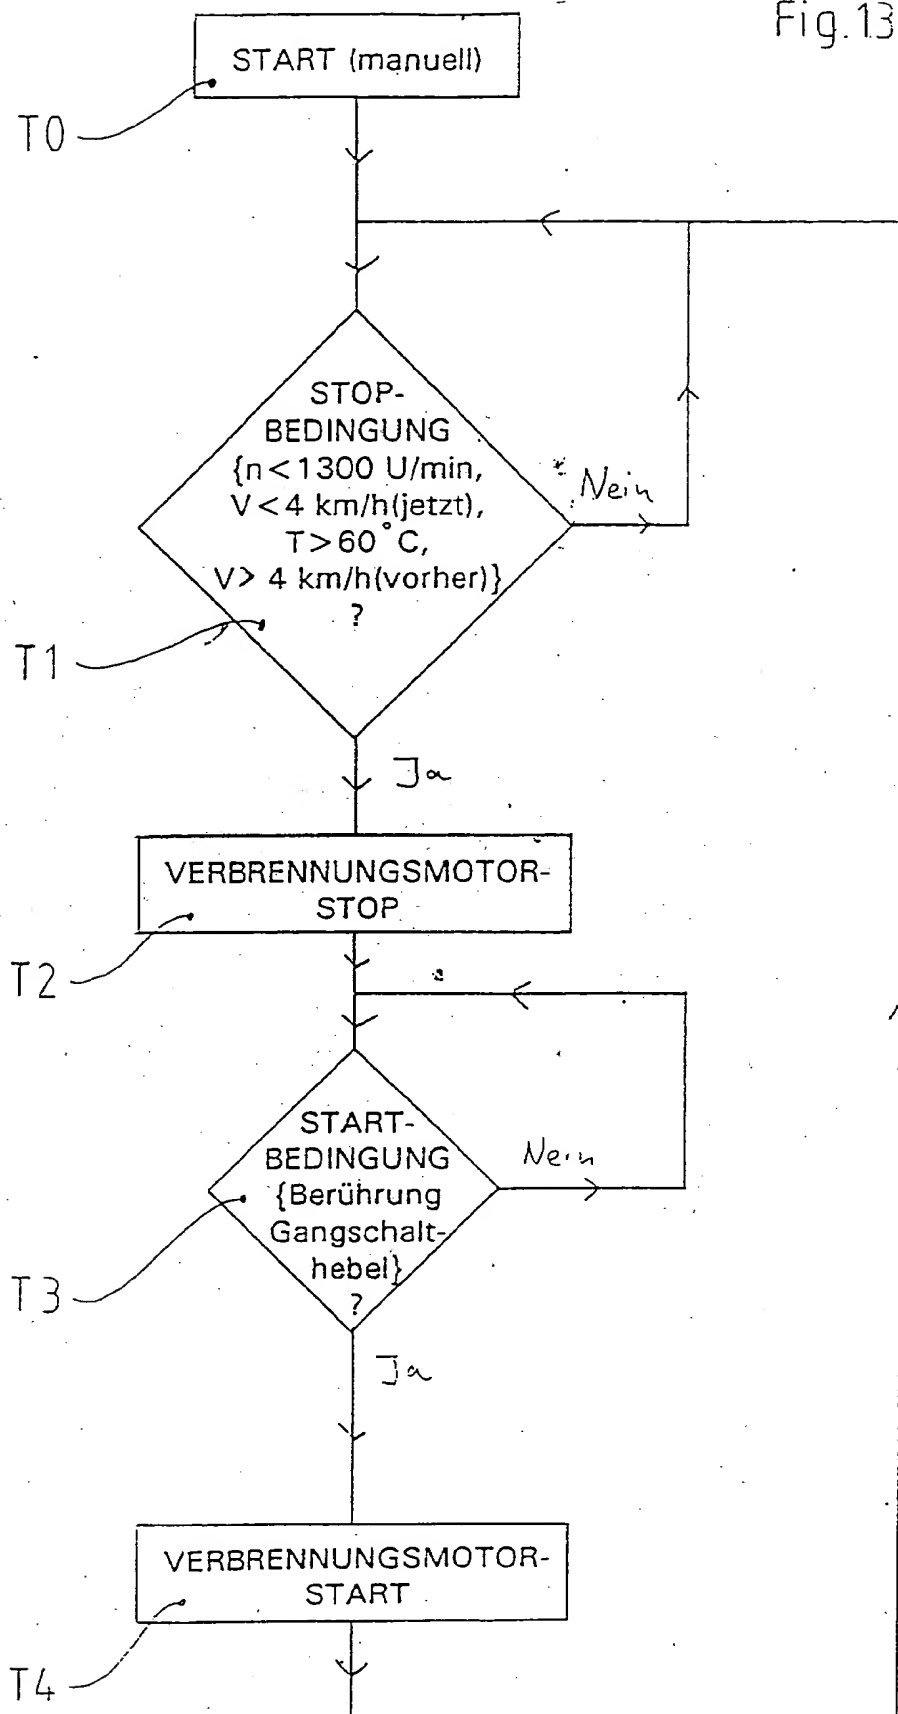 Fig.13
START (manuell)
T0
STOP-
BEDINGUNG
{n<1300 U/min,
V<4 km/h(jetzt),
T>60°C,
V> 4 km/h(vorher)}
?
Nein
T1
Ja
VERBRENNUNGSMOTOR-
STOP
T2
START-
BEDINGUNG
{Berührung
Gangschalt-
hebel}
?
Nein
T3
Ja
VERBRENNUNGSMOTOR-
START
T4